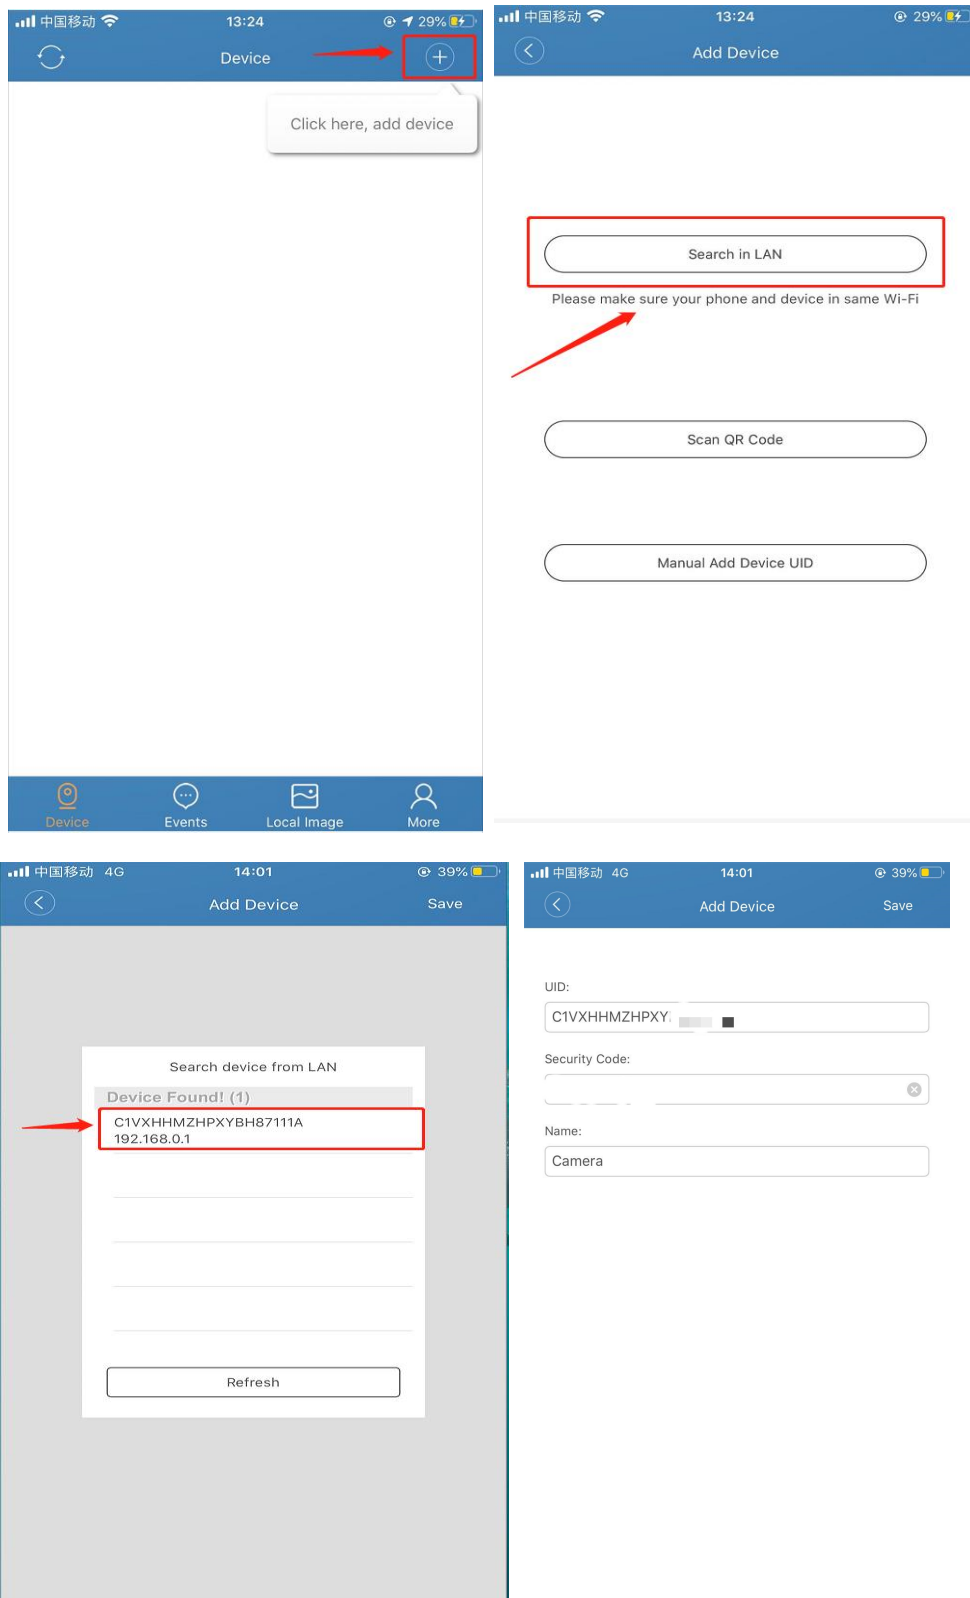 中国移动 13:24 29%
Device
Click here, add device
Device Events Local Image More
中国移动 13:24 29%
Add Device
Search in LAN
Please make sure your phone and device in same Wi-Fi
Scan QR Code
Manual Add Device UID
中国移动 4G 14:01 39%
Add Device Save
Search device from LAN
Device Found! (1)
C1VXHHMZHPXYBH87111A
192.168.0.1
Refresh
中国移动 4G 14:01 39%
Add Device Save
UID:
C1VXHHMZHPXY
Security Code:
Name:
Camera